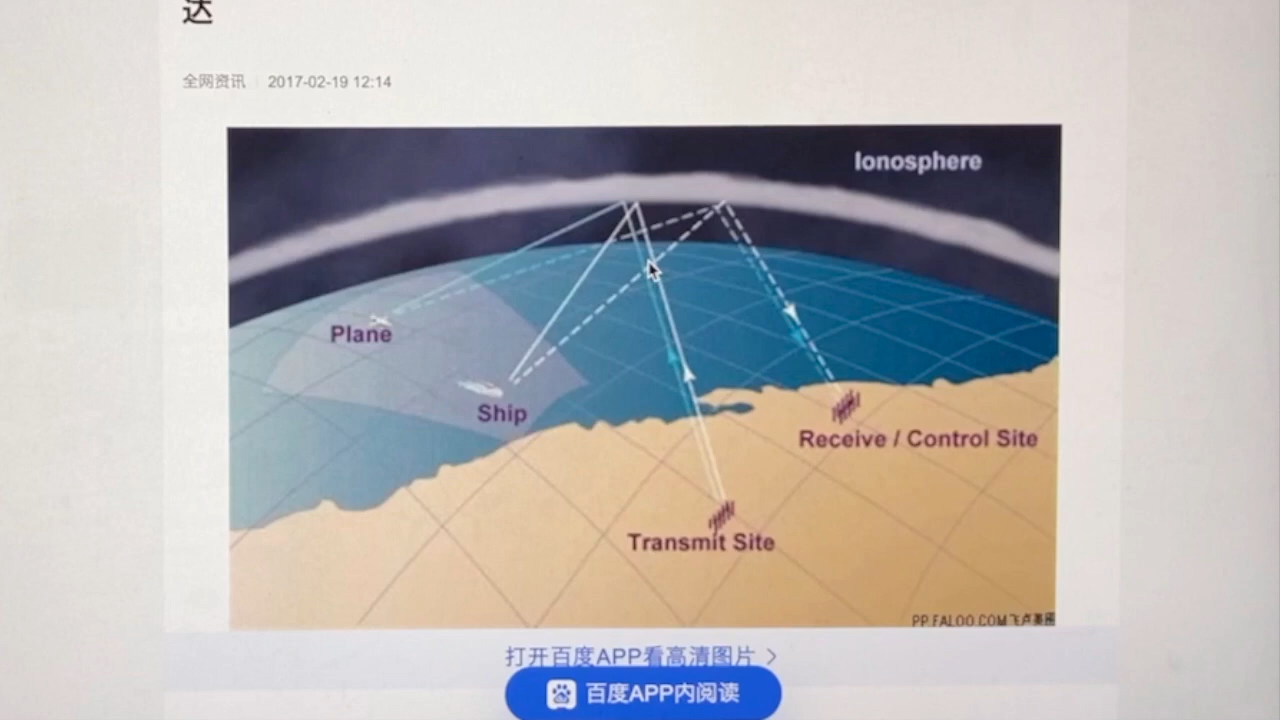 达
全网资讯 2017-02-19 12:14
Ionosphere
Plane
Ship
Receive / Control Site
Transmit Site
PP.FALOO.COM飞卢美图
打开百度APP看高清图片 >
百度APP内阅读